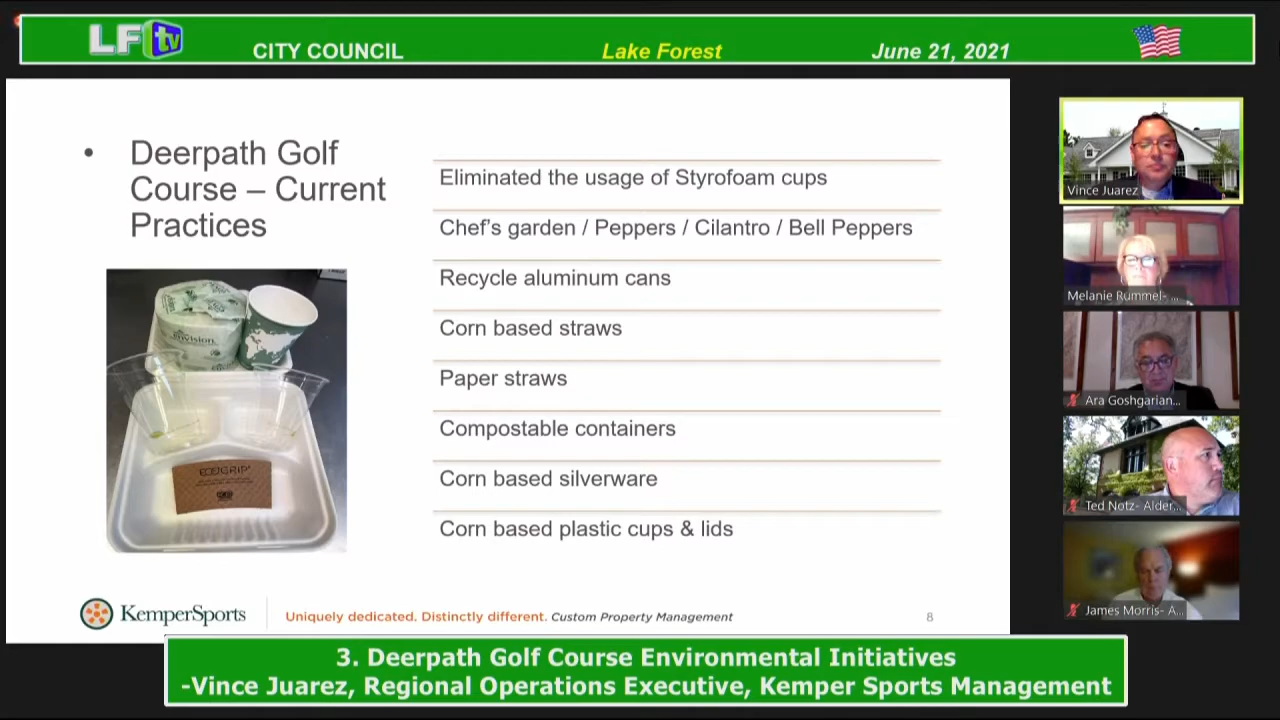 LFtv
CITY COUNCIL
Lake Forest
June 21, 2021
• Deerpath Golf
Course – Current
Practices
Eliminated the usage of Styrofoam cups
Chef's garden / Peppers / Cilantro / Bell Peppers
Recycle aluminum cans
Corn based straws
Paper straws
Compostable containers
Corn based silverware
Corn based plastic cups & lids
envision
ECOGRIP
KemperSports
Uniquely dedicated. Distinctly different. Custom Property Management
8
Vince Juarez
Melanie Rummel- ...
Ara Goshgarian...
Ted Notz- Alder...
James Morris- A...
3. Deerpath Golf Course Environmental Initiatives
-Vince Juarez, Regional Operations Executive, Kemper Sports Management